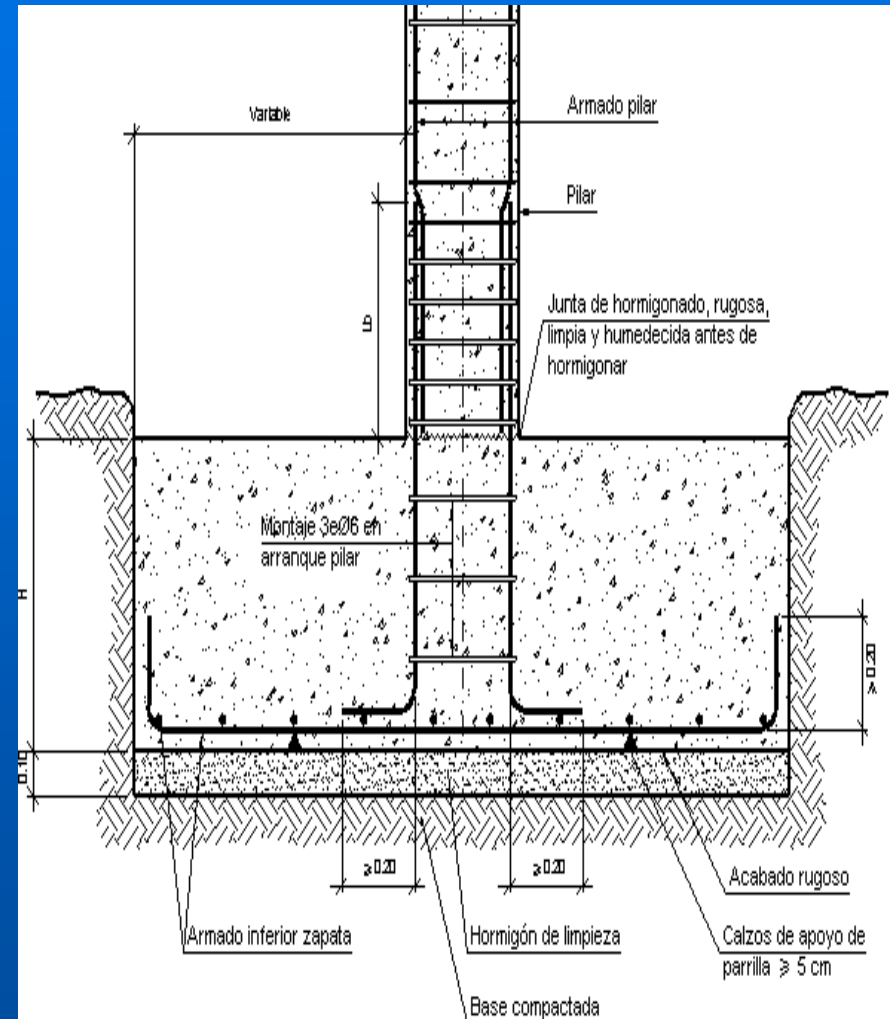 Variable
Armado pilar
Pilar
Lb
Junta de hormigonado, rugosa,
limpia y humedecida antes de
hormigonar
Montaje 3eØ6 en
arranque pilar
H
≥ 0.20
0.10
≥ 0.20
≥ 0.20
Acabado rugoso
Armado inferior zapata
Hormigón de limpieza
Calzos de apoyo de
parrilla ≥ 5 cm
Base compactada